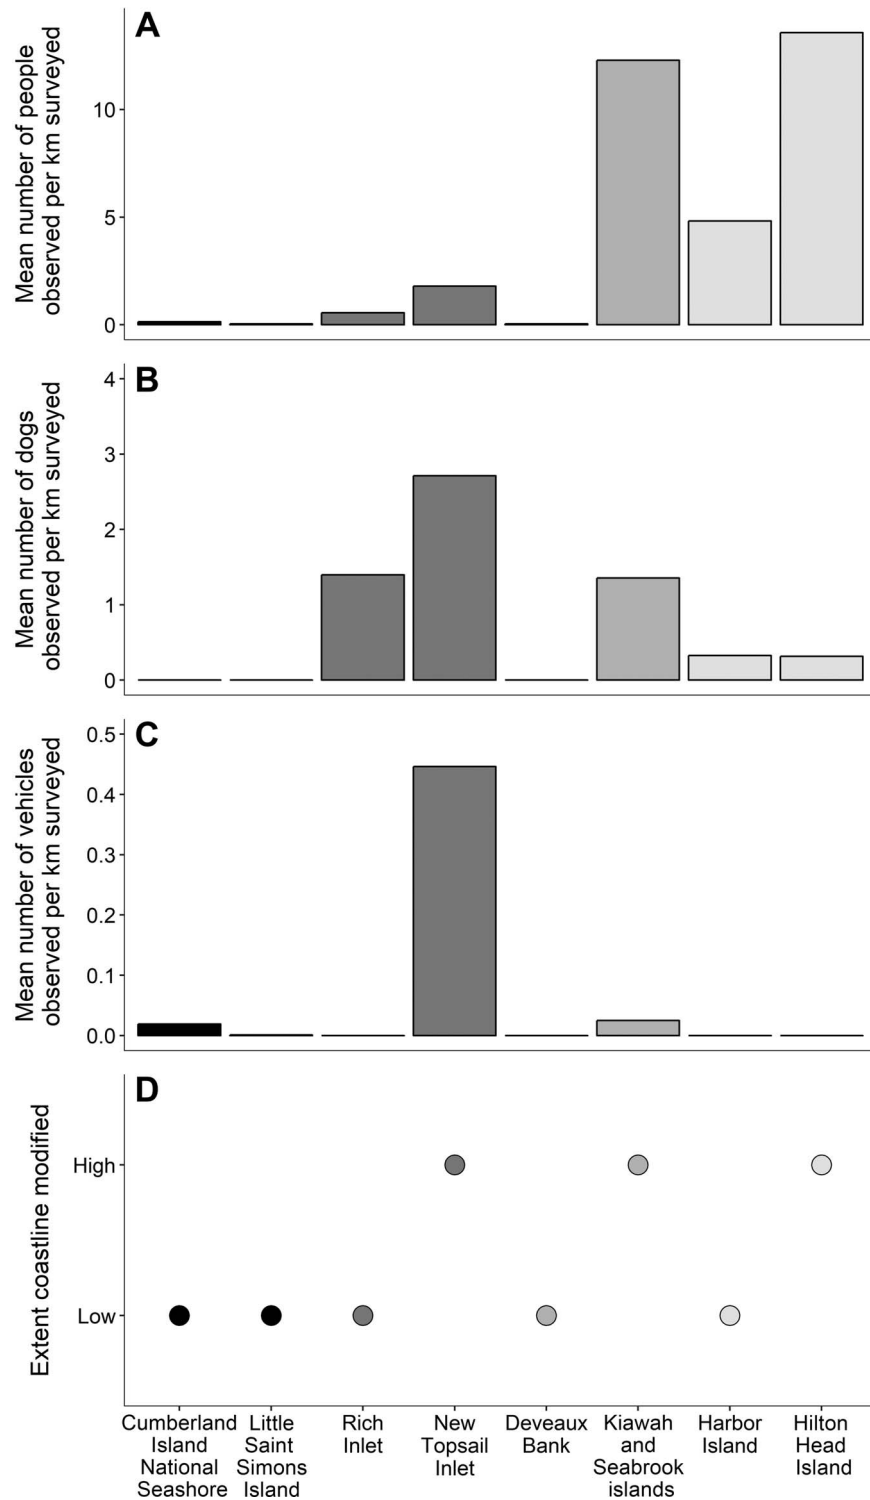 A
Mean number of people
observed per km surveyed
10
5
0
B
Mean number of dogs
observed per km surveyed
4
3
2
1
0
C
Mean number of vehicles
observed per km surveyed
0.5
0.4
0.3
0.2
0.1
0.0
D
Extent coastline modified
High
Low
Cumberland
Island
National
Seashore
Little
Saint
Simons
Island
Rich
Inlet
New
Topsail
Inlet
Deveaux
Bank
Kiawah
and
Seabrook
islands
Harbor
Island
Hilton
Head
Island